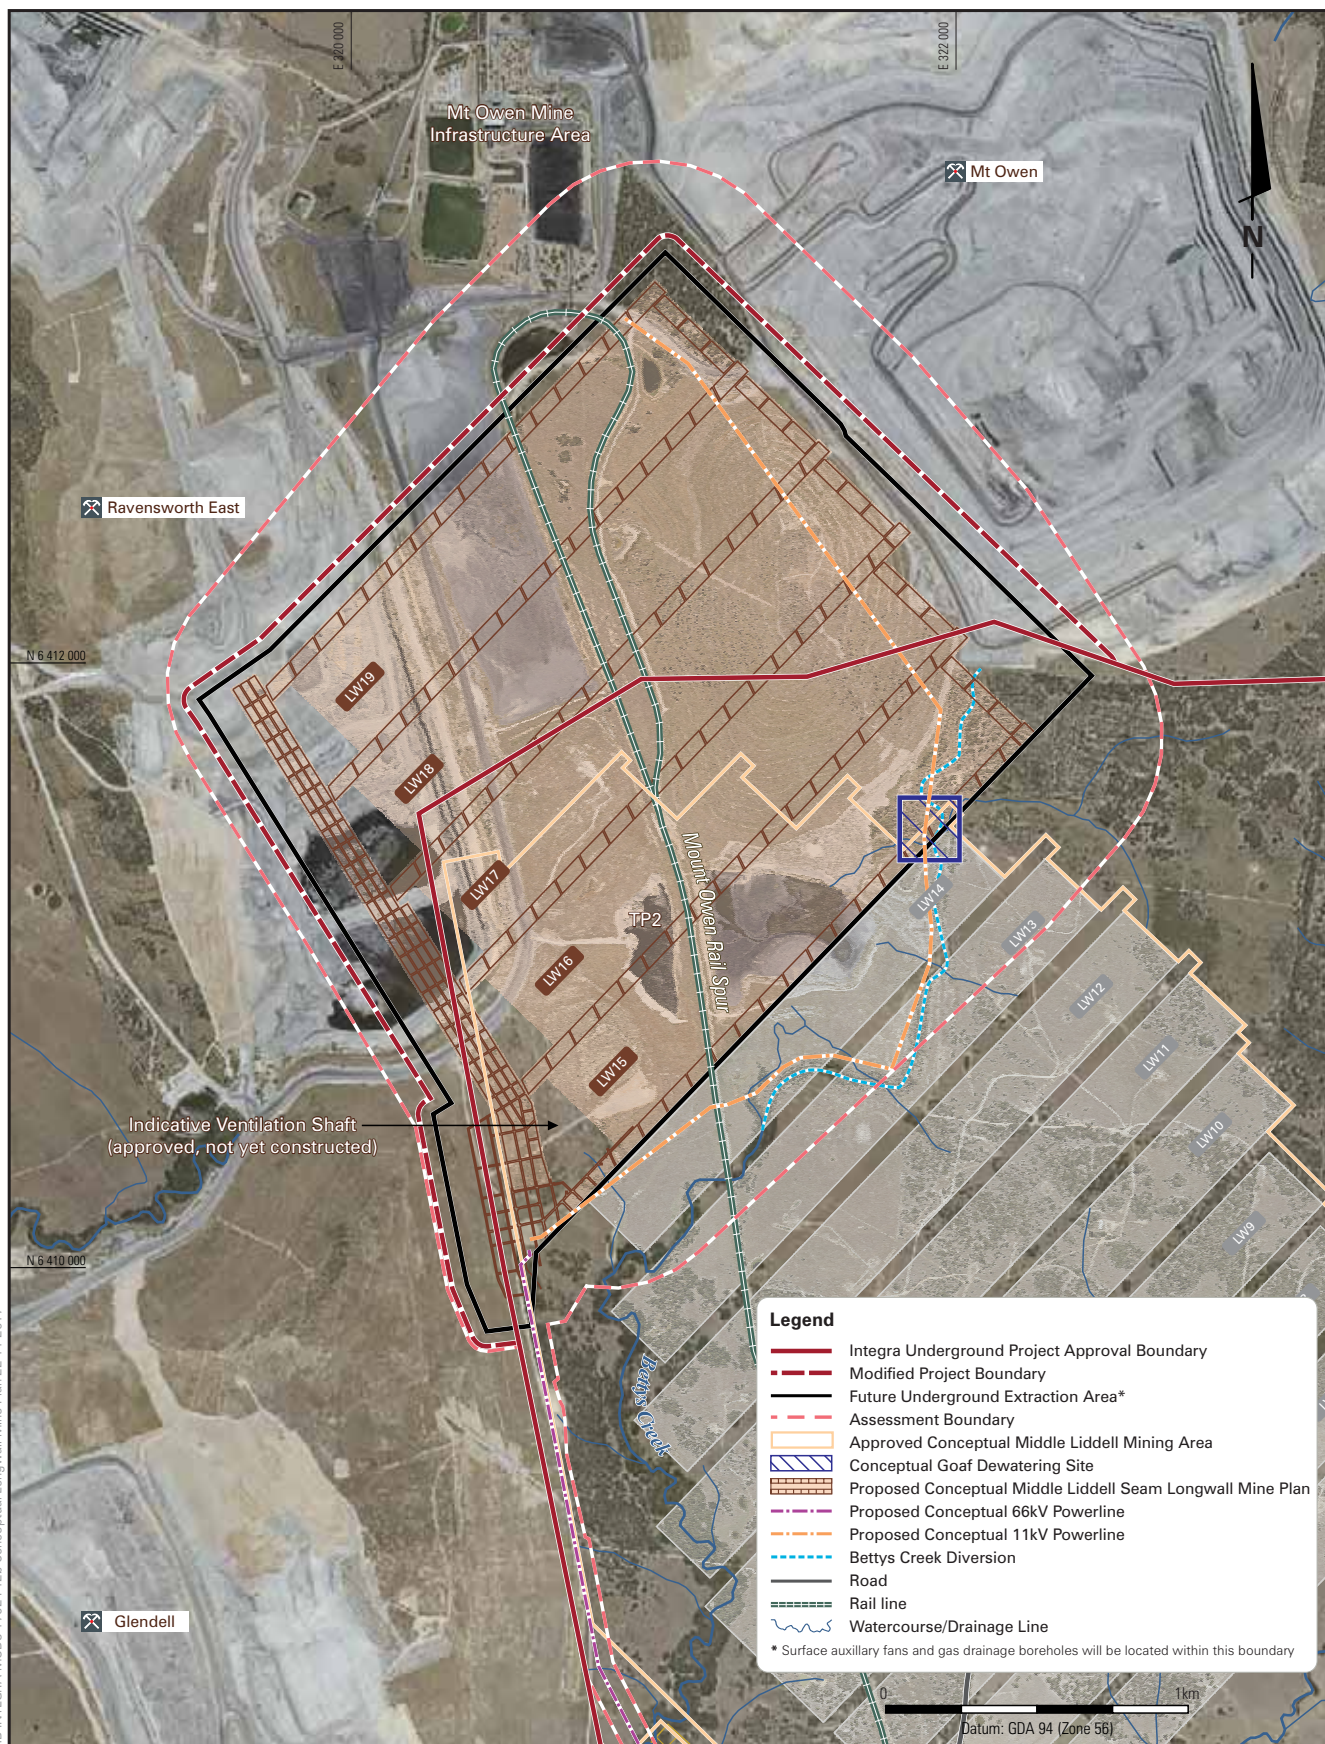 E 320 000
E 322 000
Mt Owen Mine
Infrastructure Area
Mt Owen
N
Ravensworth East
N 6 412 000
LW19
LW18
LW17
Mount Owen Rail Spur
TP2
LW16
LW15
LW14
LW13
LW12
LW11
LW10
LW9
Indicative Ventilation Shaft
(approved, not yet constructed)
N 6 410 000
Bettys Creek
Glendell
Legend
Integra Underground Project Approval Boundary
Modified Project Boundary
Future Underground Extraction Area*
Assessment Boundary
Approved Conceptual Middle Liddell Mining Area
Conceptual Goaf Dewatering Site
Proposed Conceptual Middle Liddell Seam Longwall Mine Plan
Proposed Conceptual 66kV Powerline
Proposed Conceptual 11kV Powerline
Bettys Creek Diversion
Road
Rail line
Watercourse/Drainage Line
* Surface auxillary fans and gas drainage boreholes will be located within this boundary
0 1km
Datum: GDA 94 (Zone 56)